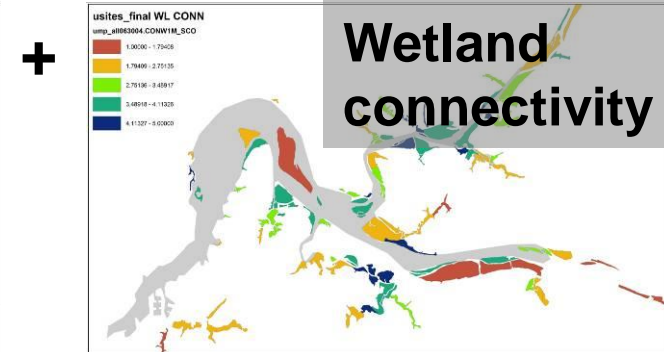 +
usites_final WL CONN
ump_all063004.CONW1M_SCO
1.00000 - 1.79408
1.79409 - 2.75135
2.75136 - 3.48917
3.48918 - 4.11326
4.11327 - 5.00000
Wetland
connectivity